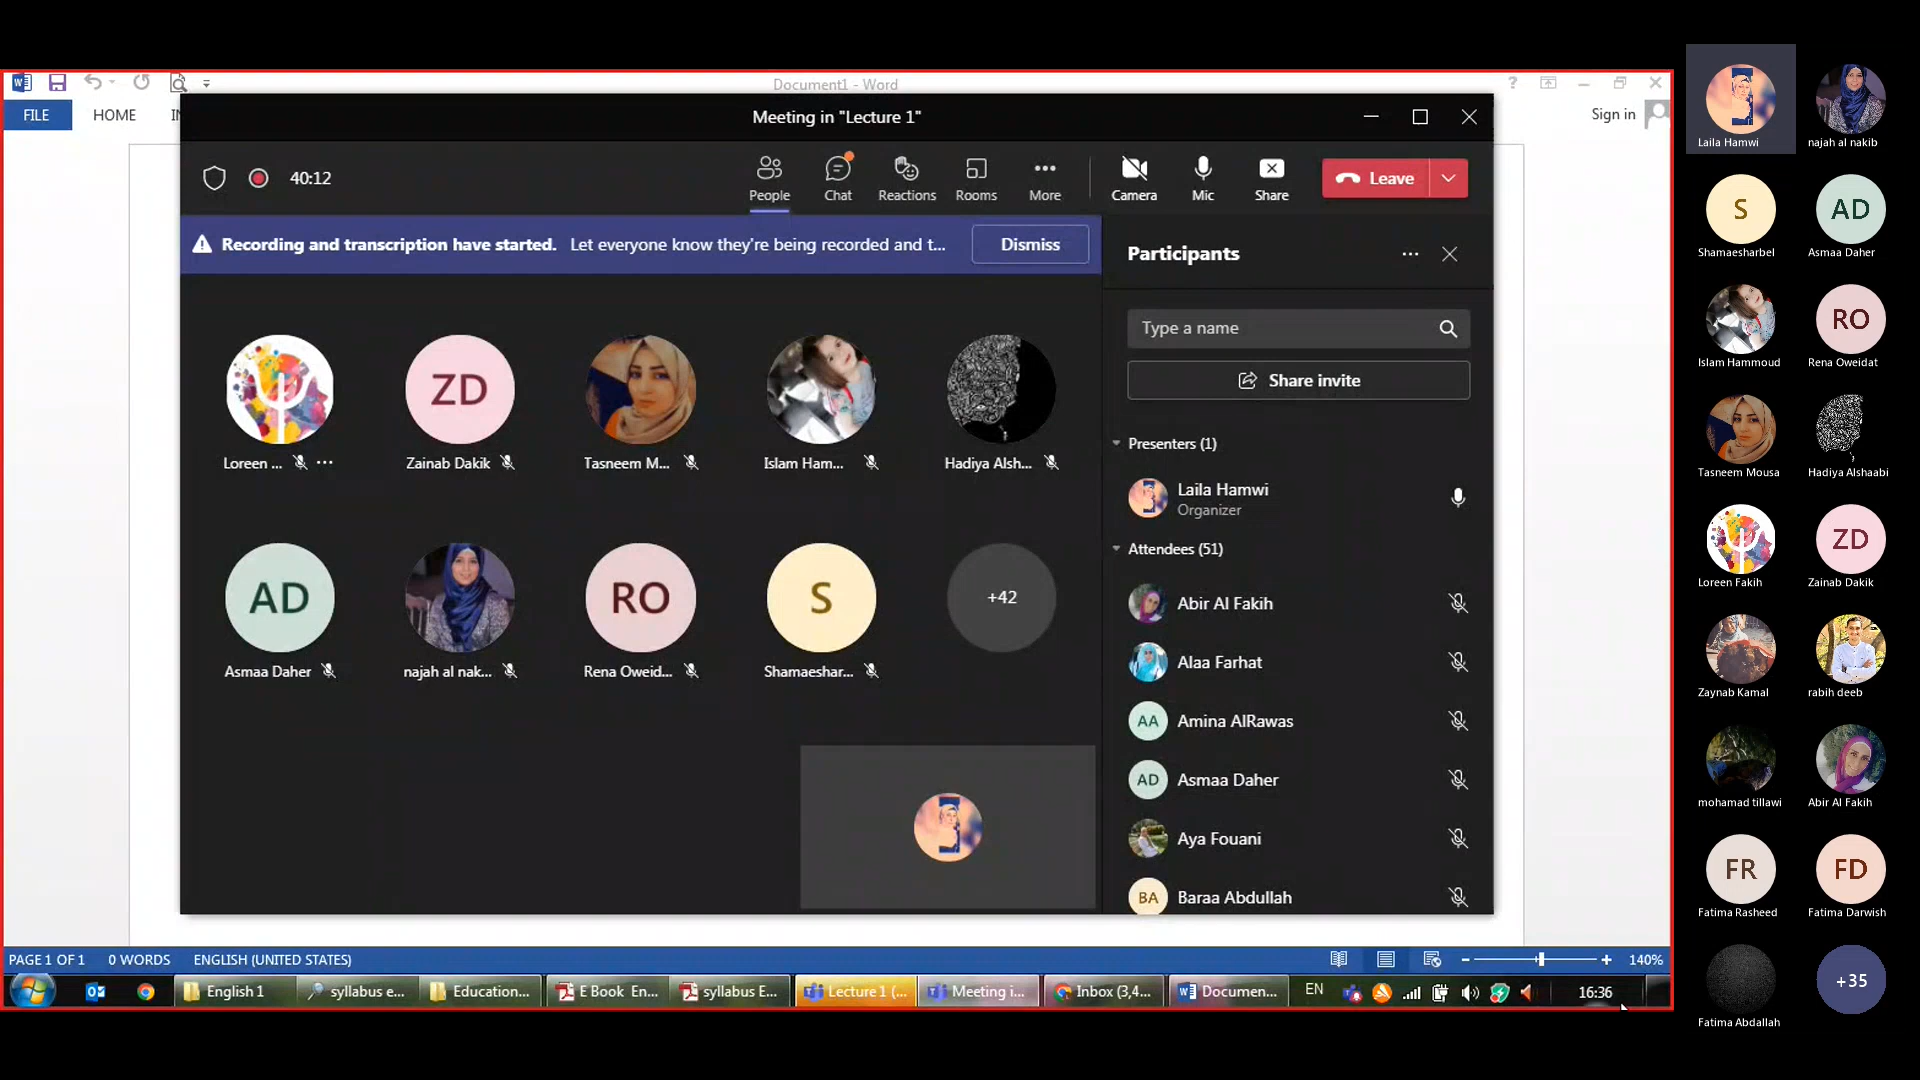 Document1 - Word
FILE
HOME
Sign in
Meeting in "Lecture 1"
40:12
People
Chat
Reactions
Rooms
More
Camera
Mic
Share
Leave
Recording and transcription have started. Let everyone know they're being recorded and t...
Dismiss
Participants
Type a name
Share invite
Presenters (1)
Laila Hamwi
Organizer
Attendees (51)
Abir Al Fakih
Alaa Farhat
AA
Amina AlRawas
AD
Asmaa Daher
Aya Fouani
BA
Baraa Abdullah
Loreen ...
ZD
Zainab Dakik
Tasneem M...
Islam Ham...
Hadiya Alsh...
AD
Asmaa Daher
najah al nak...
RO
Rena Oweid...
S
Shamaeshar...
+42
PAGE 1 OF 1
0 WORDS
ENGLISH (UNITED STATES)
140%
English 1
syllabus e...
Education...
E Book En...
syllabus E...
Lecture 1 (...
Meeting i...
Inbox (3,4...
Documen...
EN
16:36
Laila Hamwi
najah al nakib
S
Shamaesharbel
AD
Asmaa Daher
Islam Hammoud
RO
Rena Oweidat
Tasneem Mousa
Hadiya Alshaabi
Loreen Fakih
ZD
Zainab Dakik
Zaynab Kamal
rabih deeb
mohamad tillawi
Abir Al Fakih
FR
Fatima Rasheed
FD
Fatima Darwish
Fatima Abdallah
+35